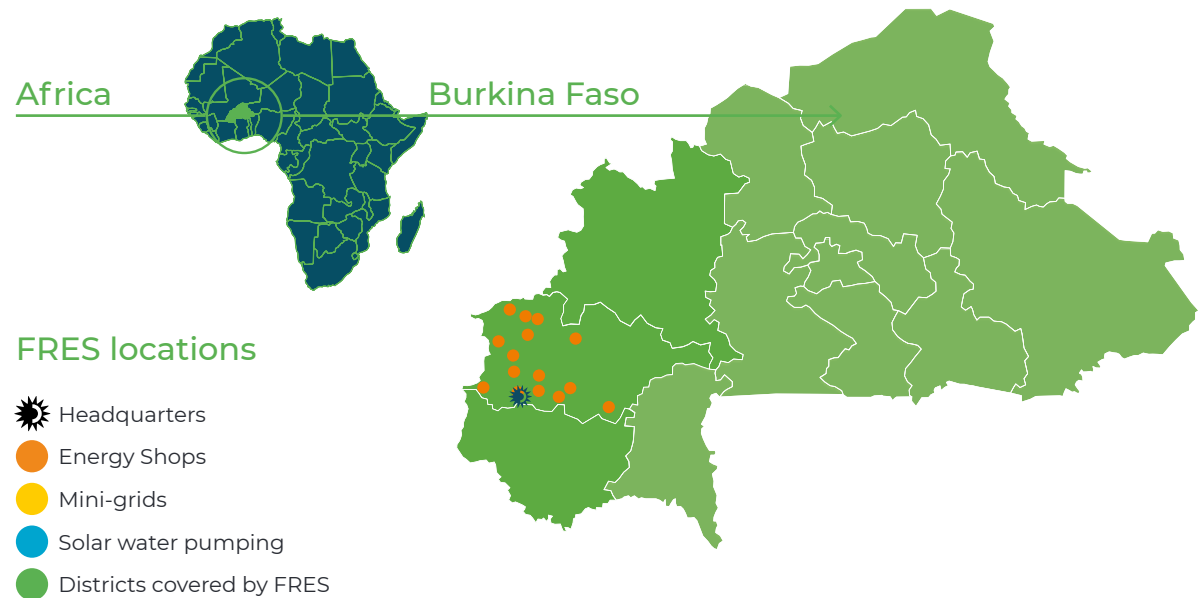 Africa
Burkina Faso
FRES locations
Headquarters
Energy Shops
Mini-grids
Solar water pumping
Districts covered by FRES